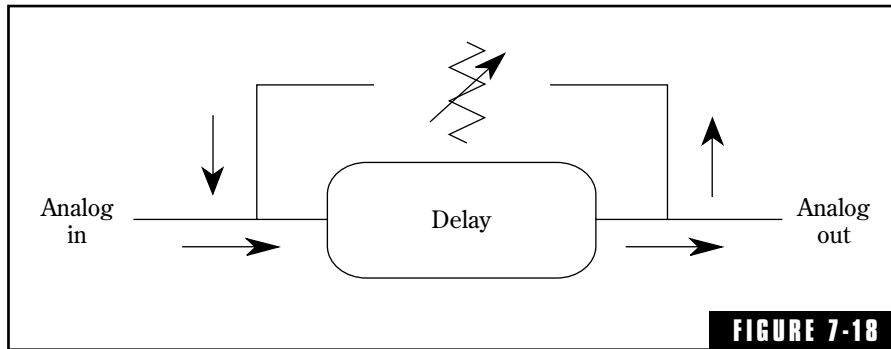 Analog
in
Delay
Analog
out
FIGURE 7-18